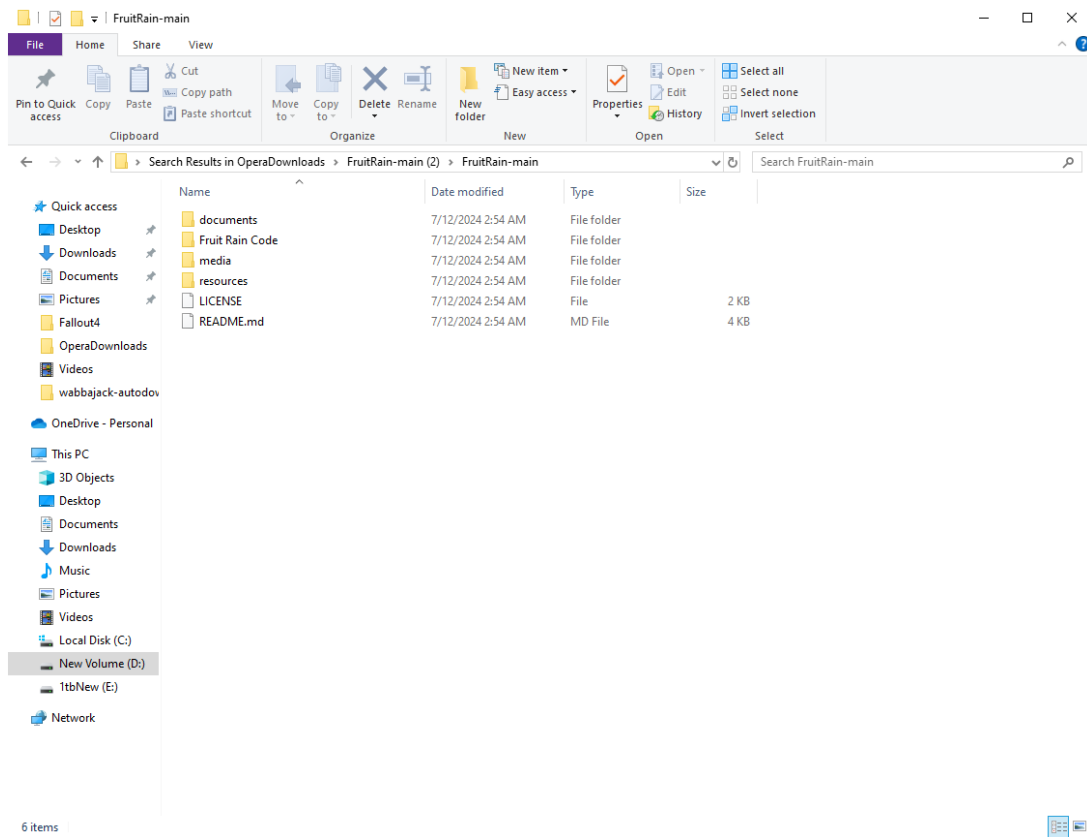 FruitRain-main
File Home Share View
Pin to Quick access
Copy
Paste
Cut
Copy path
Paste shortcut
Clipboard
Move to
Copy to
Delete
Rename
Organize
New folder
New item
Easy access
New
Properties
Open
Edit
History
Open
Select all
Select none
Invert selection
Select
Search Results in OperaDownloads > FruitRain-main (2) > FruitRain-main
Search FruitRain-main
Quick access
Desktop
Downloads
Documents
Pictures
Fallout4
OperaDownloads
Videos
wabbajack-autodov
OneDrive - Personal
This PC
3D Objects
Desktop
Documents
Downloads
Music
Pictures
Videos
Local Disk (C:)
New Volume (D:)
1tbNew (E:)
Network
Name Date modified Type Size
documents 7/12/2024 2:54 AM File folder
Fruit Rain Code 7/12/2024 2:54 AM File folder
media 7/12/2024 2:54 AM File folder
resources 7/12/2024 2:54 AM File folder
LICENSE 7/12/2024 2:54 AM File 2 KB
README.md 7/12/2024 2:54 AM MD File 4 KB
6 items